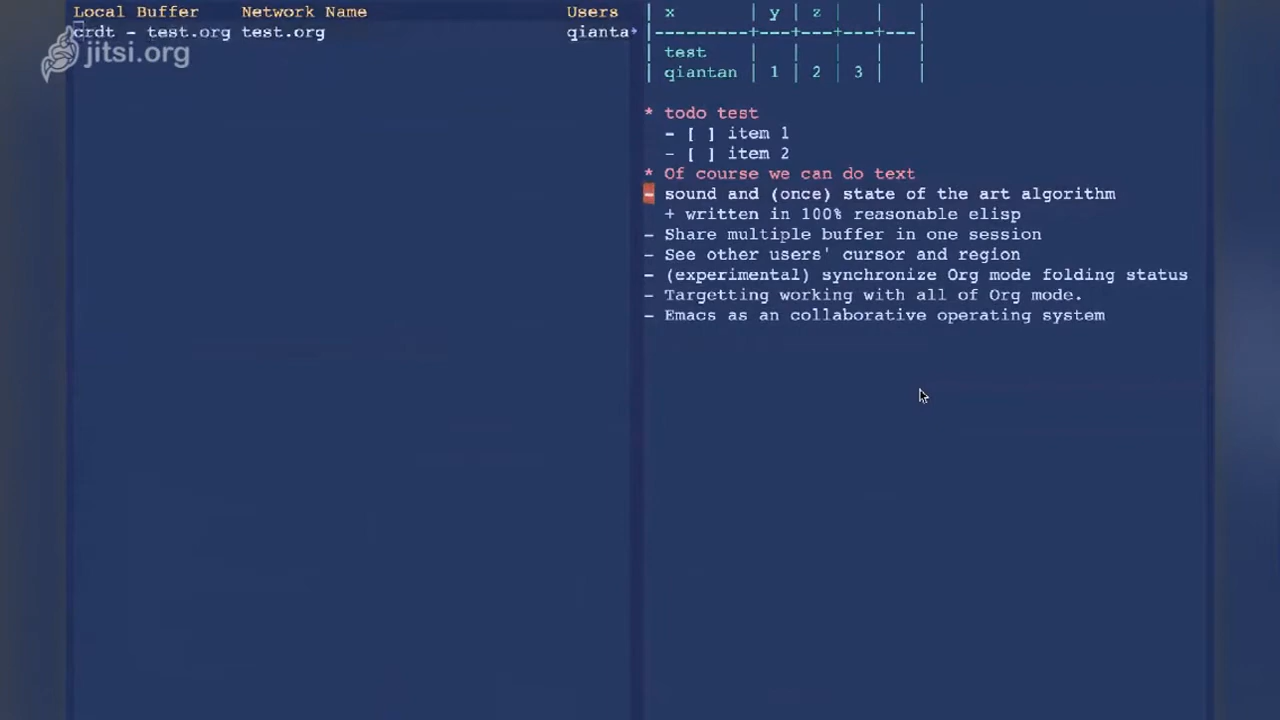 Local Buffer Network Name Users
crdt - test.org test.org qianta
jitsi.org
| x | y | z | | |
|---------+---+---+---+---|
| test | | | | |
| qiantan | 1 | 2 | 3 | |
* todo test
- [ ] item 1
- [ ] item 2
* Of course we can do text
- sound and (once) state of the art algorithm
+ written in 100% reasonable elisp
- Share multiple buffer in one session
- See other users' cursor and region
- (experimental) synchronize Org mode folding status
- Targetting working with all of Org mode.
- Emacs as an collaborative operating system